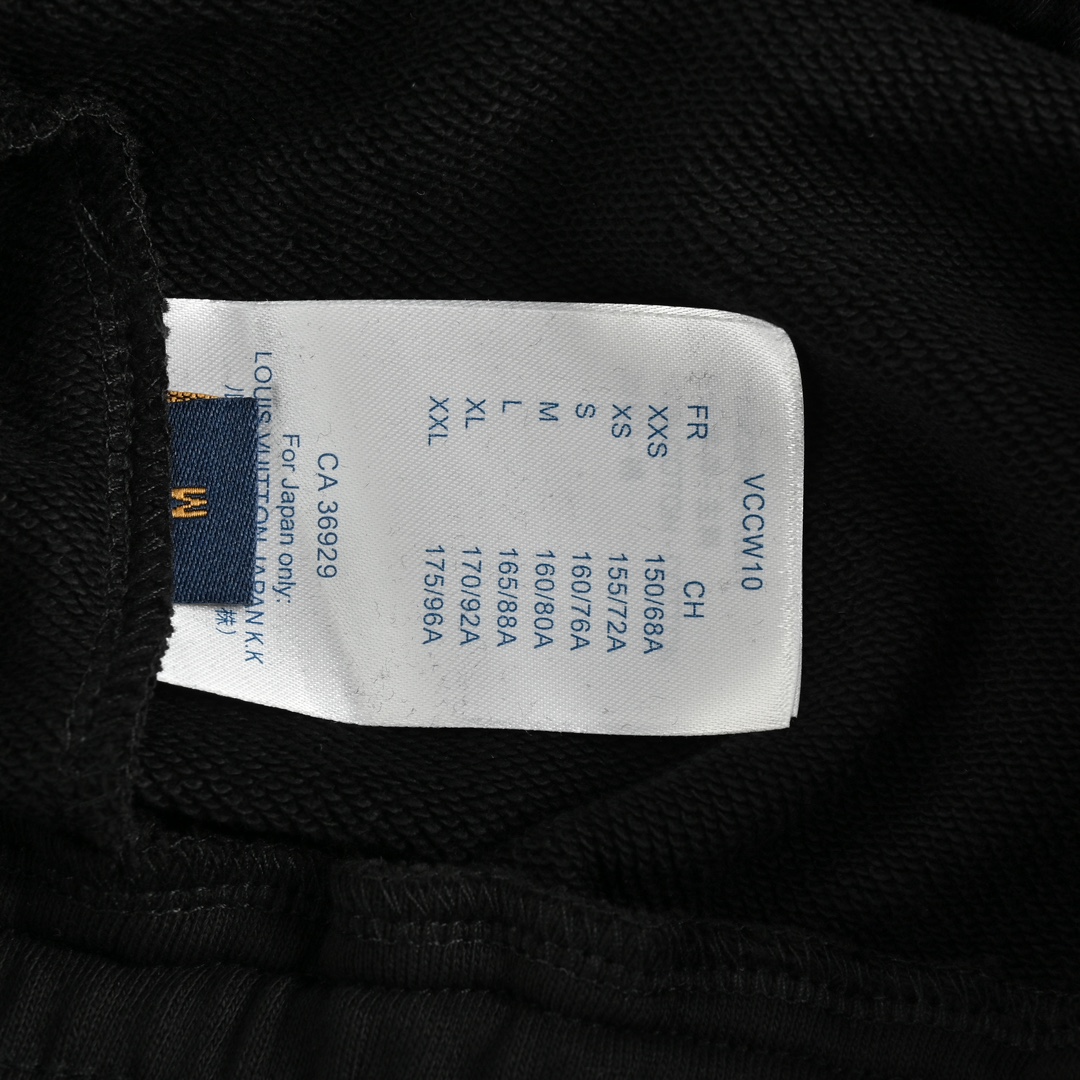 VCCW10
FR CH
XXS 150/68A
XS 155/72A
S 160/76A
M 160/80A
L 165/88A
XL 170/92A
XXL 175/96A
CA 36929
For Japan only:
LOUIS VUITTON JAPAN K.K
株)
M